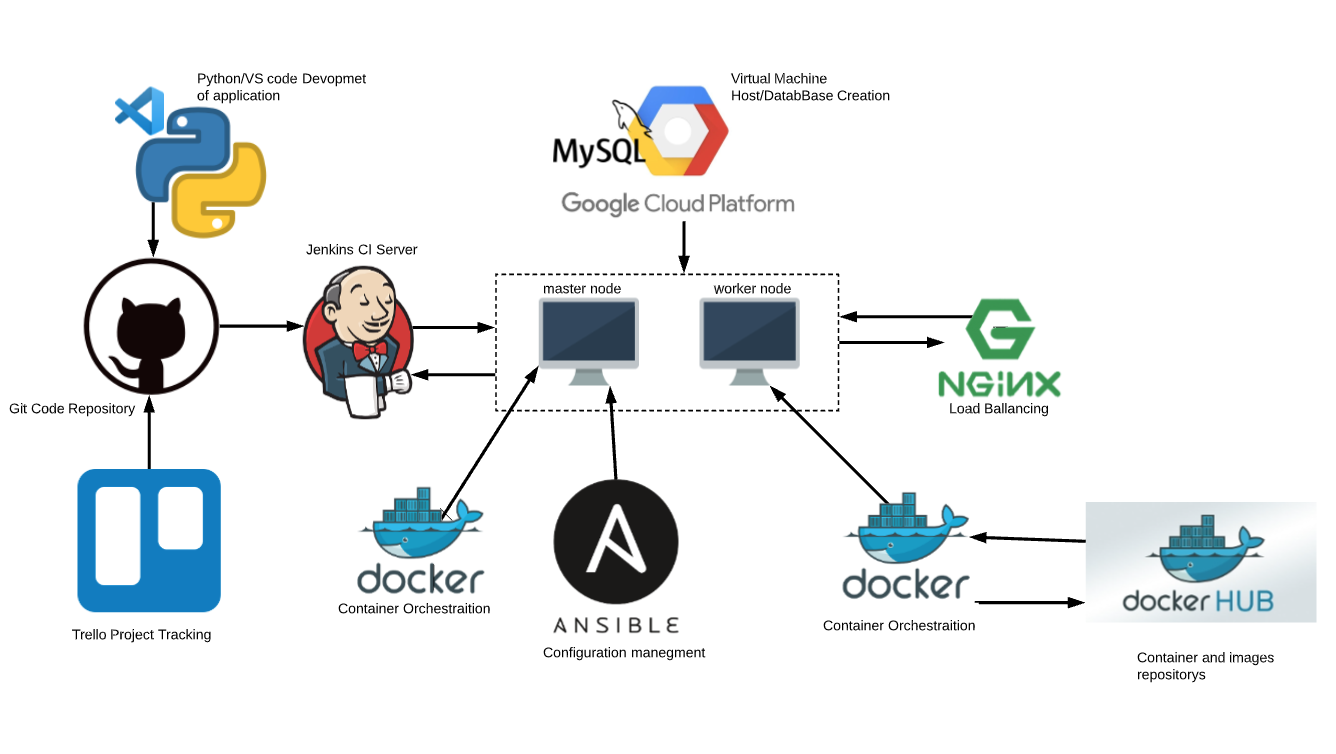 Python/VS code Devopmet
of application
Virtual Machine
Host/DatabBase Creation
MySQL
Google Cloud Platform
Jenkins CI Server
master node
worker node
NGiNX
Load Ballancing
Git Code Repository
docker
Container Orchestraition
ANSIBLE
Configuration manegment
docker
Container Orchestraition
docker HUB
Container and images
repositorys
Trello Project Tracking